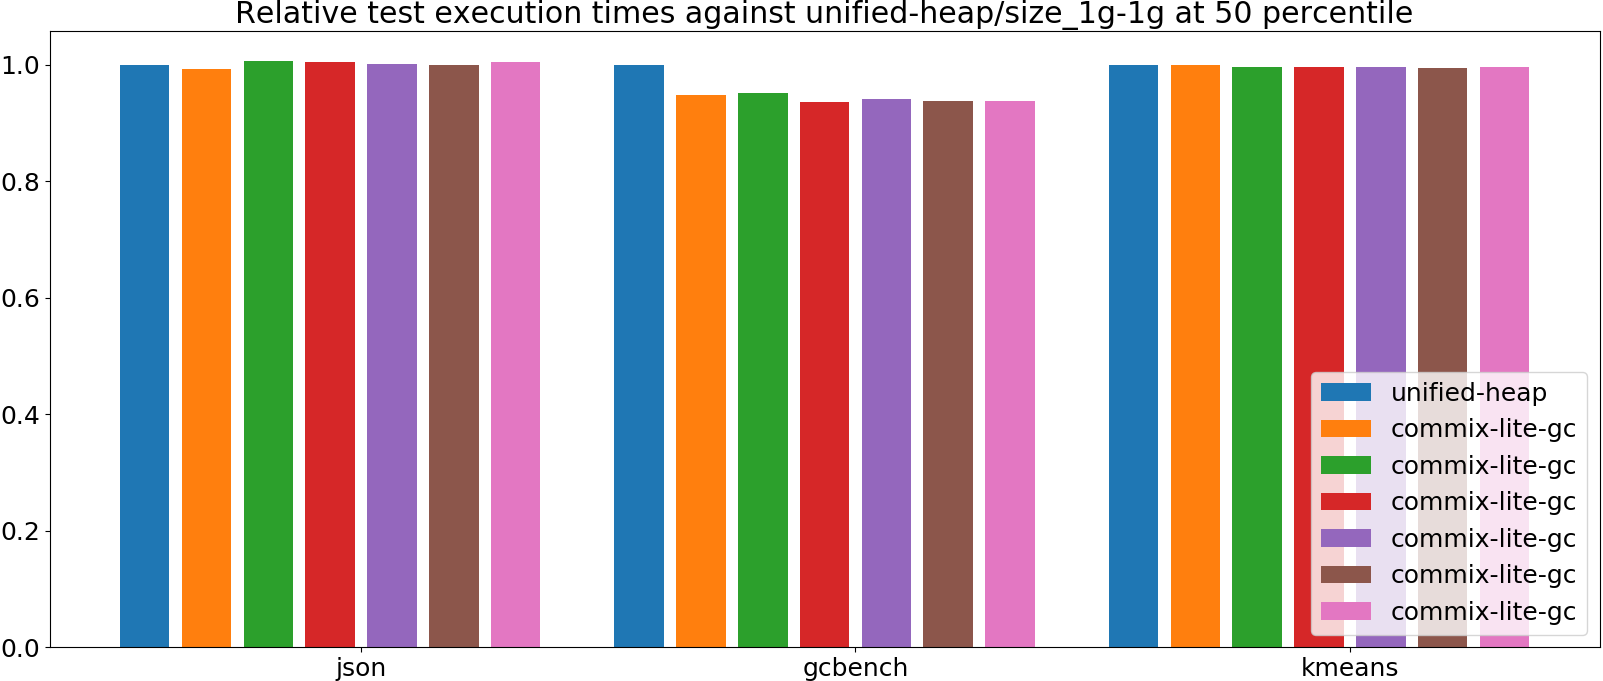 Relative test execution times against unified-heap/size_1g-1g at 50 percentile
1.0
0.8
0.6
0.4
0.2
0.0
json
gcbench
kmeans
unified-heap
commix-lite-gc
commix-lite-gc
commix-lite-gc
commix-lite-gc
commix-lite-gc
commix-lite-gc